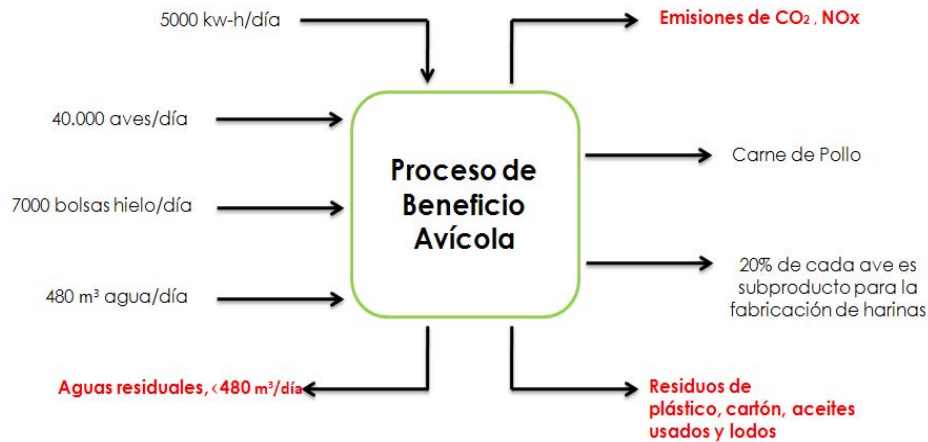 5000 kw-h/día
Emisiones de CO₂ , NOx
40.000 aves/día
Proceso de
Beneficio
Avícola
Carne de Pollo
7000 bolsas hielo/día
20% de cada ave es
subproducto para la
fabricación de harinas
480 m³ agua/día
Aguas residuales, <480 m³/día
Residuos de
plástico, cartón, aceites
usados y lodos